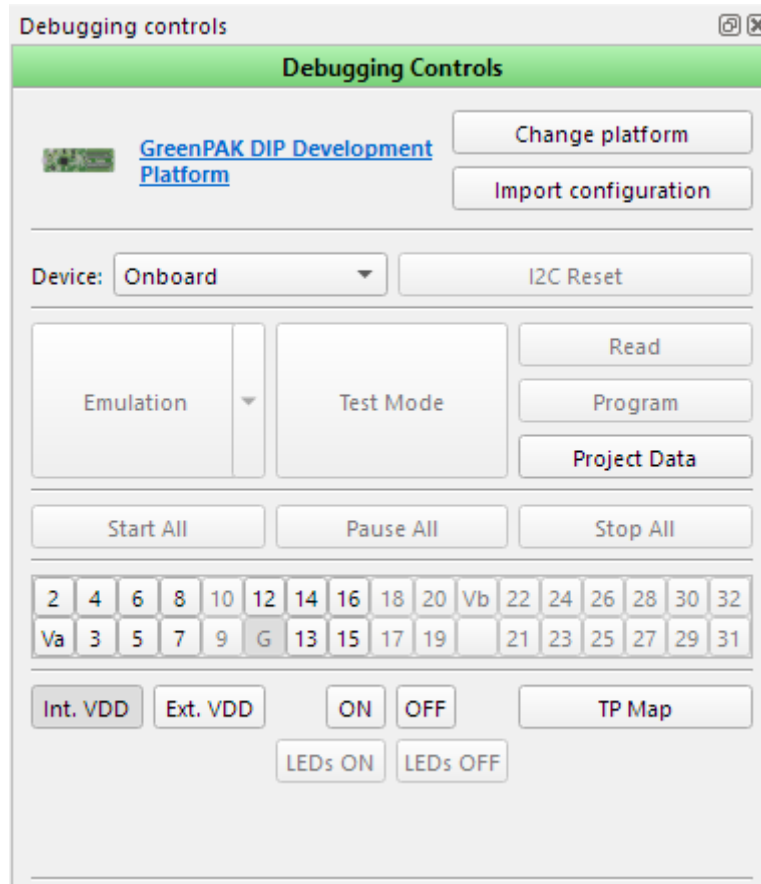 Debugging controls
Debugging Controls
GreenPAK DIP Development
Platform
Change platform
Import configuration
Device: Onboard I2C Reset
Emulation Test Mode
Read
Program
Project Data
Start All Pause All Stop All
2 4 6 8 10 12 14 16 18 20 Vb 22 24 26 28 30 32
Va 3 5 7 9 G 13 15 17 19 21 23 25 27 29 31
Int. VDD Ext. VDD ON OFF TP Map
LEDs ON LEDs OFF